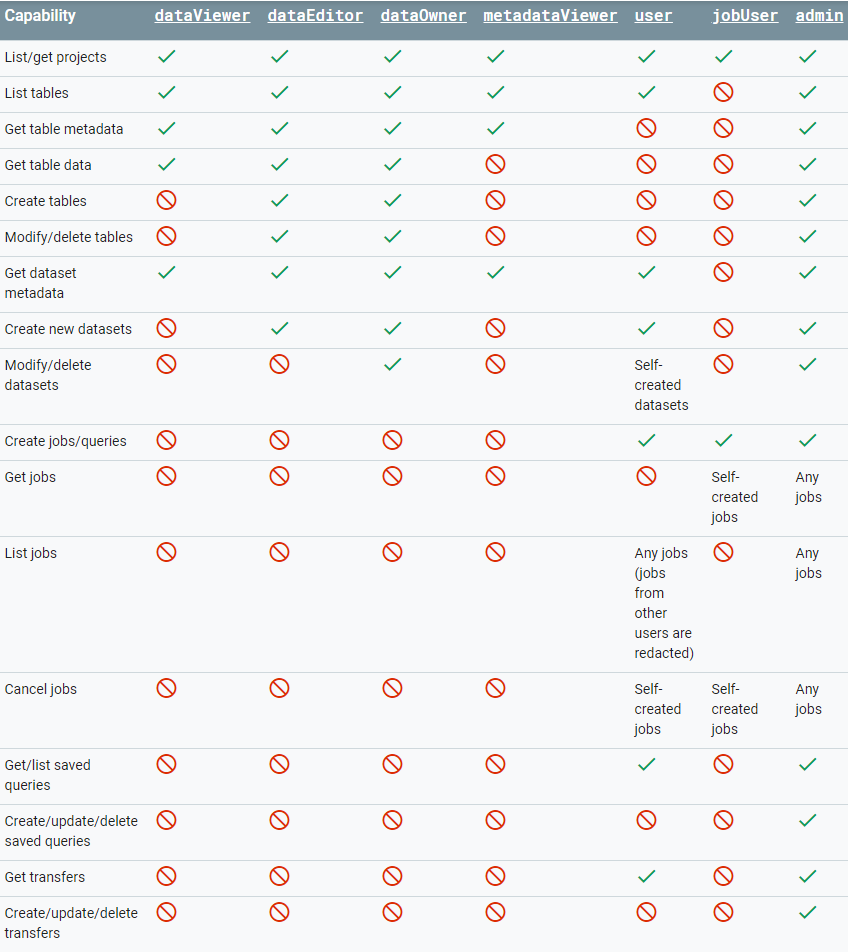 Capability dataViewer dataEditor dataOwner metadataViewer user jobUser admin
List/get projects
List tables
Get table metadata
Get table data
Create tables
Modify/delete tables
Get dataset
metadata
Create new datasets
Modify/delete
datasets
Self-
created
datasets
Create jobs/queries
Get jobs
Self-
created
jobs
Any
jobs
List jobs
Any jobs
(jobs
from
other
users are
redacted)
Any
jobs
Cancel jobs
Self-
created
jobs
Self-
created
jobs
Any
jobs
Get/list saved
queries
Create/update/delete
saved queries
Get transfers
Create/update/delete
transfers